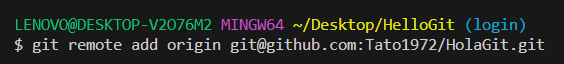 LENOVO@DESKTOP-V2O76M2 MINGW64 ~/Desktop/HelloGit (login)
$ git remote add origin git@github.com:Tato1972/HolaGit.git